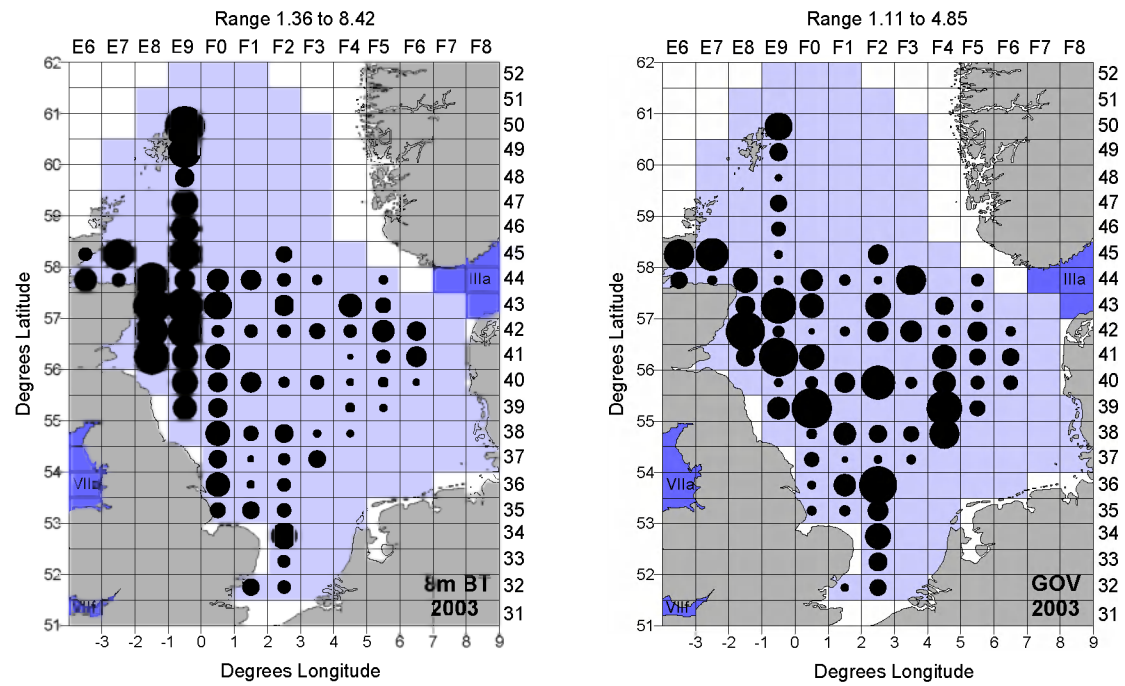 Range 1.36 to 8.42
E6 E7 E8 E9 F0 F1 F2 F3 F4 F5 F6 F7 F8
62 52
61 51
50
60 49
48
59 47
46
58 45
44
57 43
42
56 41
40
55 39
38
54 37
36
53 35
34
52 33
32
51 31
IIIa
VIIa
VIIf
8m BT
2003
-3 -2 -1 0 1 2 3 4 5 6 7 8 9
Degrees Longitude
Degrees Latitude
Range 1.11 to 4.85
E6 E7 E8 E9 F0 F1 F2 F3 F4 F5 F6 F7 F8
62 52
61 51
50
60 49
48
59 47
46
58 45
44
57 43
42
56 41
40
55 39
38
54 37
36
53 35
34
52 33
32
51 31
IIIa
VIIa
VIIf
GOV
2003
-3 -2 -1 0 1 2 3 4 5 6 7 8 9
Degrees Longitude
Degrees Latitude